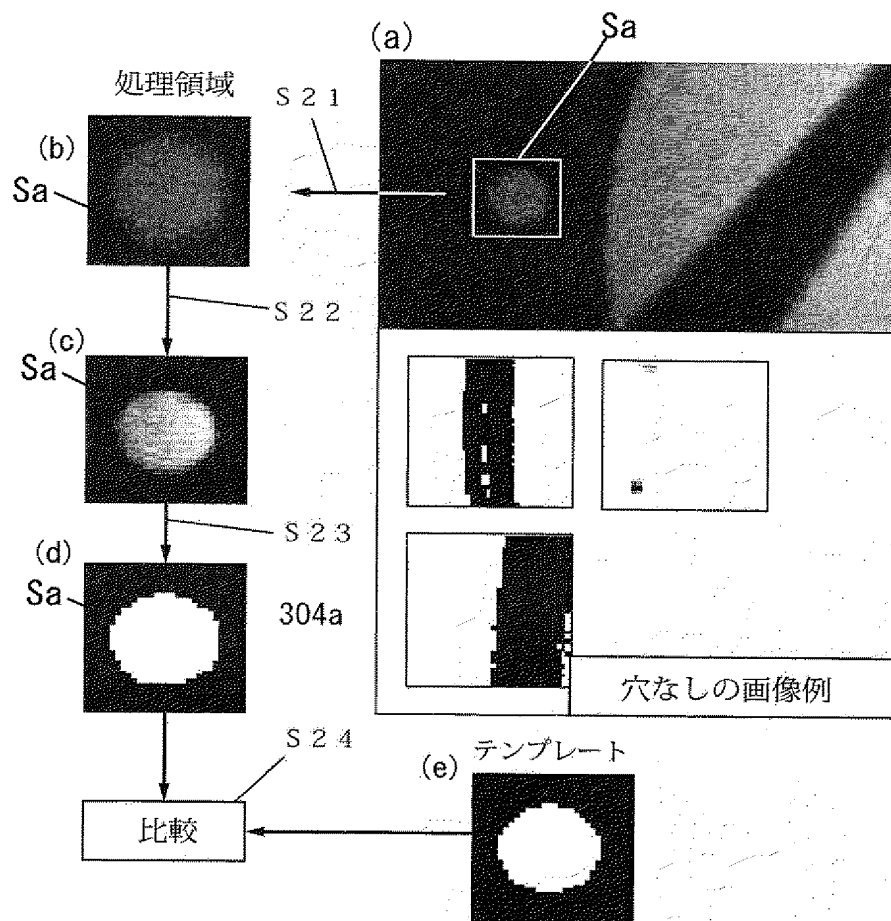 (a)
Sa
処理領域
Ｓ２１
(b)
Sa
Ｓ２２
(c)
Sa
Ｓ２３
(d)
Sa
304a
穴なしの画像例
Ｓ２４
テンプレート
(e)
比較